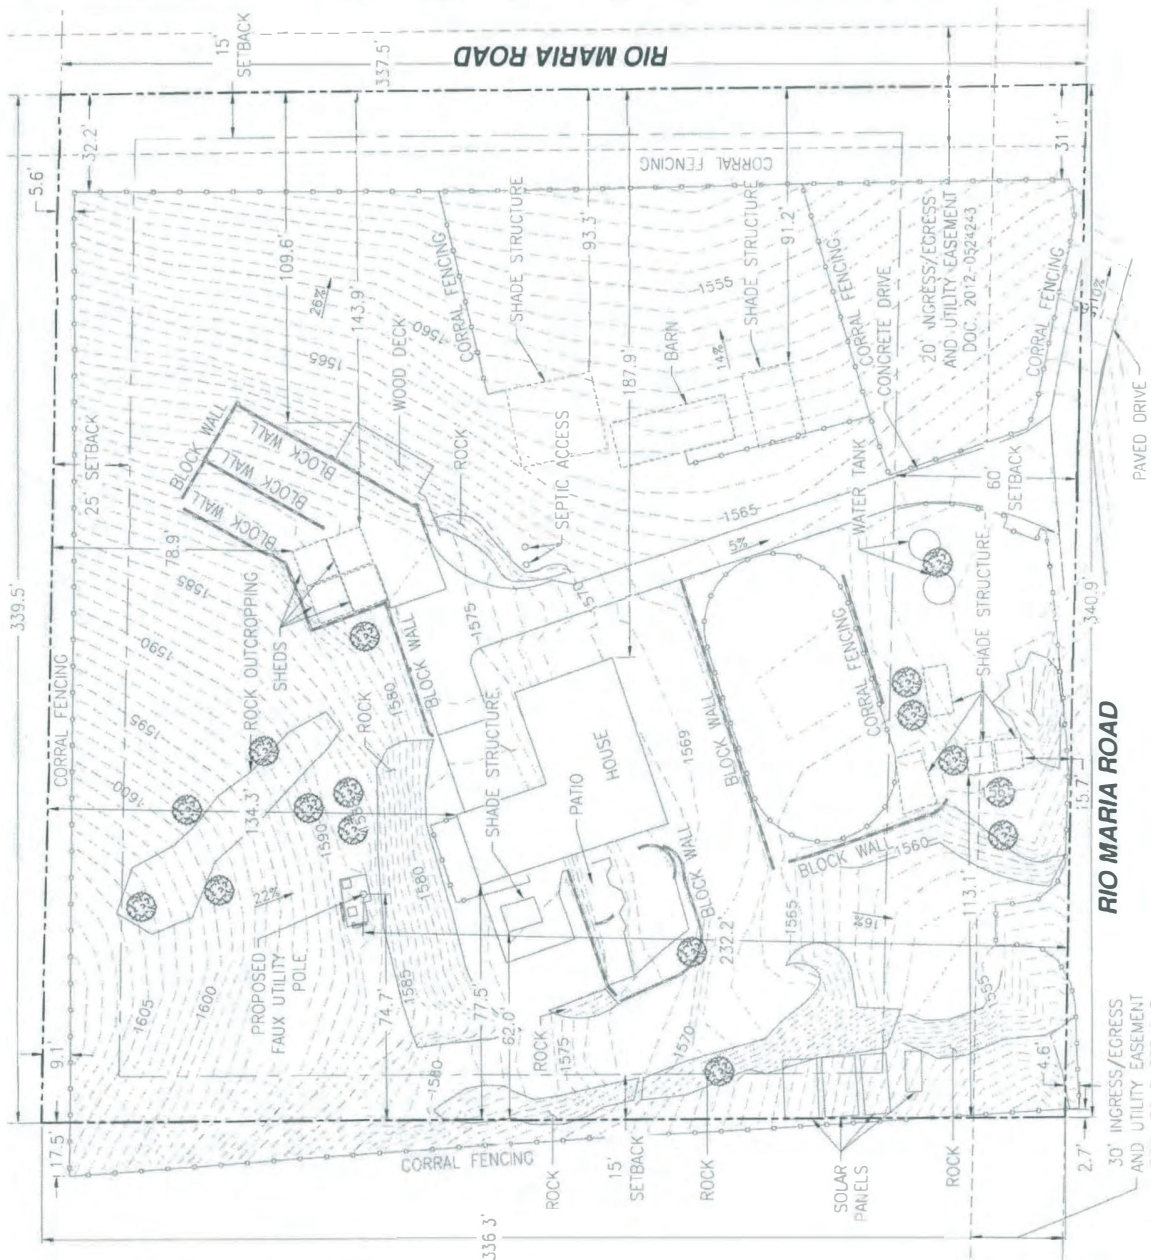 RIO MARIA ROAD
15'
SETBACK
337.5'
339.5'
5.6'
32.2'
31.1'
109.6'
143.9'
93.3'
187.9'
91.2'
26%
14%
CORRAL FENCING
CORRAL FENCING
SHADE STRUCTURE
BARN
SHADE STRUCTURE
CORRAL FENCING
CONCRETE DRIVE
1555
1560
1565
20' INGRESS/EGRESS
AND UTILITY EASEMENT
DOC. 2012-0524243
CORRAL FENCING
PAVED DRIVE
25' SETBACK
BLOCK WALL
BLOCK WALL
BLOCK WALL
BLOCK WALL
WOOD DECK
ROCK
SEPTIC ACCESS
WATER TANK
60'
SETBACK
78.9'
1585
1590
1595
1600
ROCK OUTCROPPING
SHEDS
1575
1570
1565
5%
BLOCK WALL
CORRAL FENCING
SHADE STRUCTURE
340.9'
CORRAL FENCING
134.3'
1590
1580
ROCK
BLOCK WALL
SHADE STRUCTURE
HOUSE
PATIO
1569
BLOCK WALL
BLOCK WALL
1560
15.7'
RIO MARIA ROAD
22%
PROPOSED
FAUX UTILITY
POLE
1605
1600
1585
1580
1580
74.7'
77.5'
62.0'
232.2'
1565
16%
113.1'
1555
ROCK
1575
1570
9.1'
17.5'
CORRAL FENCING
ROCK
15'
SETBACK
ROCK
SOLAR
PANELS
ROCK
4.6'
2.7'
336.3'
30' INGRESS/EGRESS
AND UTILITY EASEMENT